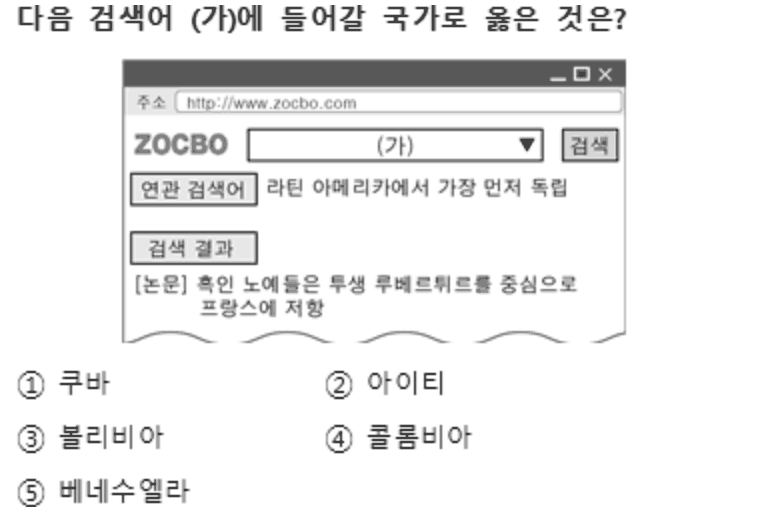 다음 검색어 (가)에 들어갈 국가로 옳은 것은?
주소 http://www.zocbo.com
ZOCBO (가) ▼ 검색
연관 검색어 라틴 아메리카에서 가장 먼저 독립
검색 결과
[논문] 흑인 노예들은 투생 루베르튀르를 중심으로
프랑스에 저항
① 쿠바 ② 아이티
③ 볼리비아 ④ 콜롬비아
⑤ 베네수엘라